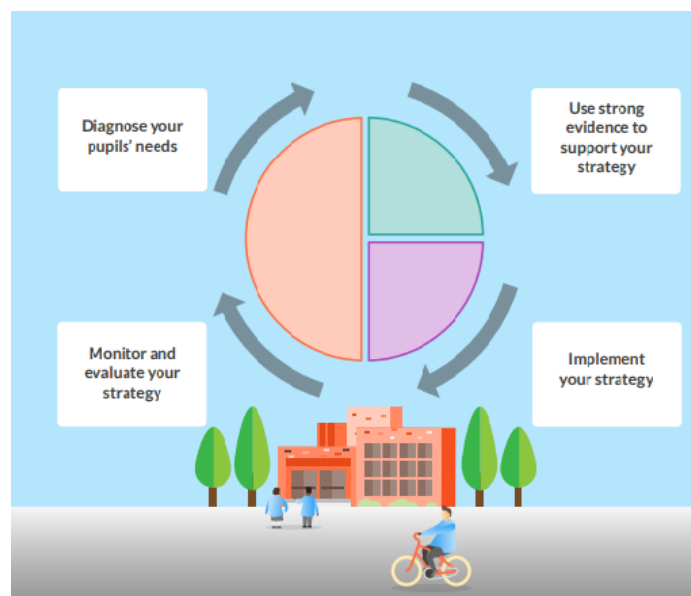 Diagnose your
pupils' needs
Use strong
evidence to
support your
strategy
Monitor and
evaluate your
strategy
Implement
your strategy